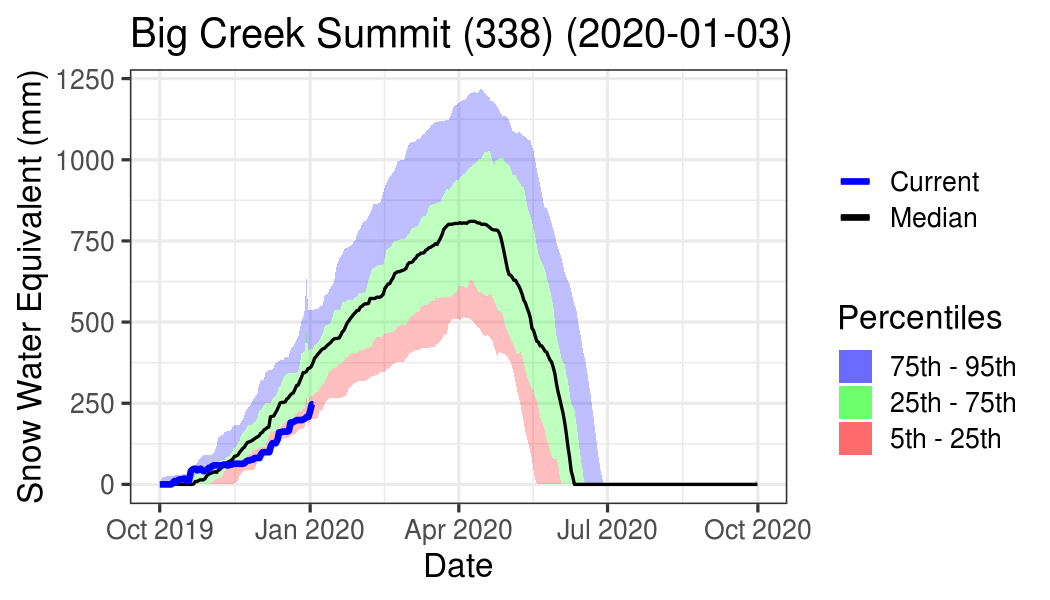 Big Creek Summit (338) (2020-01-03)
Snow Water Equivalent (mm)
1250
1000
750
500
250
0
Oct 2019
Jan 2020
Apr 2020
Jul 2020
Oct 2020
Date
Current
Median
Percentiles
75th - 95th
25th - 75th
5th - 25th